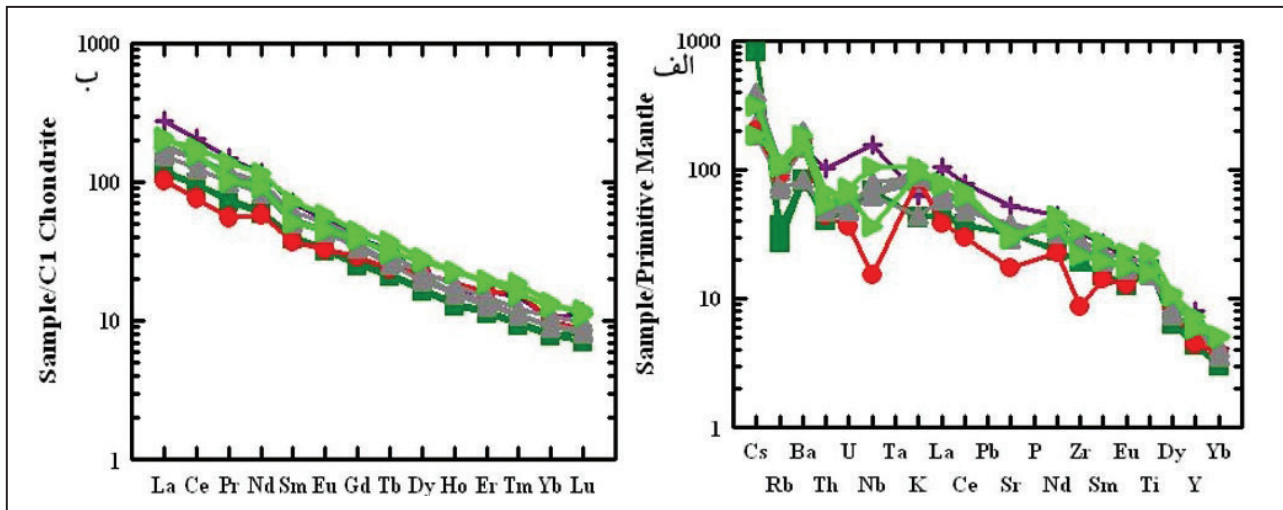 1000
100
10
1
Sample/C1 Chondrite
ب.
La Ce Pr Nd Sm Eu Gd Tb Dy Ho Er Tm Yb Lu
1000
100
10
1
Sample/Primitive Mantle
الف
Cs Ba U Ta La Pb P Zr Eu Dy Yb
Rb Th Nb K Ce Sr Nd Sm Ti Y